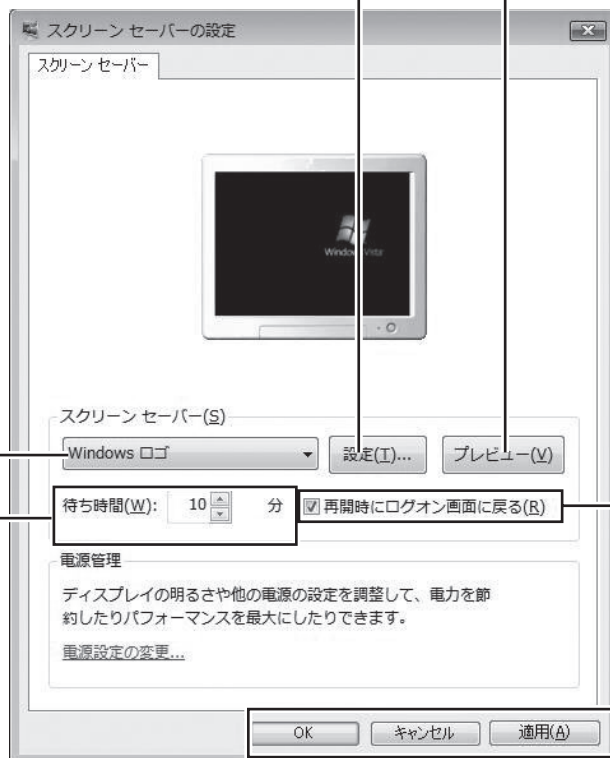 スクリーン セーバーの設定
スクリーン セーバー
Windows Vista
スクリーン セーバー(S)
Windows ロゴ
設定(T)...
プレビュー(V)
待ち時間(W): 10 分
再開時にログオン画面に戻る(R)
電源管理
ディスプレイの明るさや他の電源の設定を調整して、電力を節
約したりパフォーマンスを最大にしたりできます。
電源設定の変更...
OK
キャンセル
適用(A)